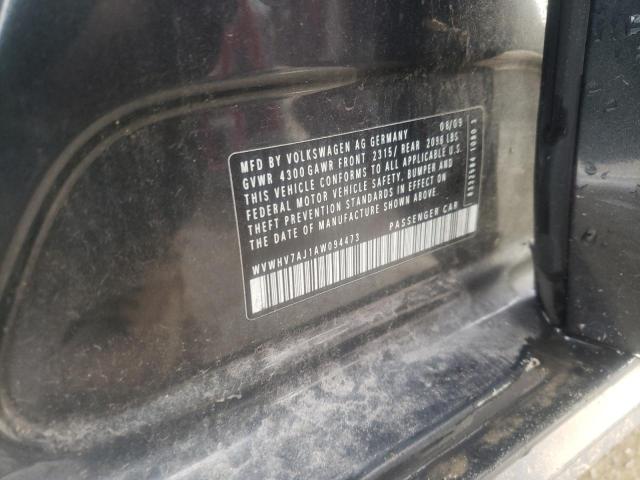 MFD BY VOLKSWAGEN AG GERMANY 08/09
GVWR 4300 GAWR FRONT 2315/ REAR 2096 LBS
THIS VEHICLE CONFORMS TO ALL APPLICABLE U.S.
FEDERAL MOTOR VEHICLE SAFETY, BUMPER AND
THEFT PREVENTION STANDARDS IN EFFECT ON
THE DATE OF MANUFACTURE SHOWN ABOVE.
WVWHV7AJ1AW094473 PASSENGER CAR